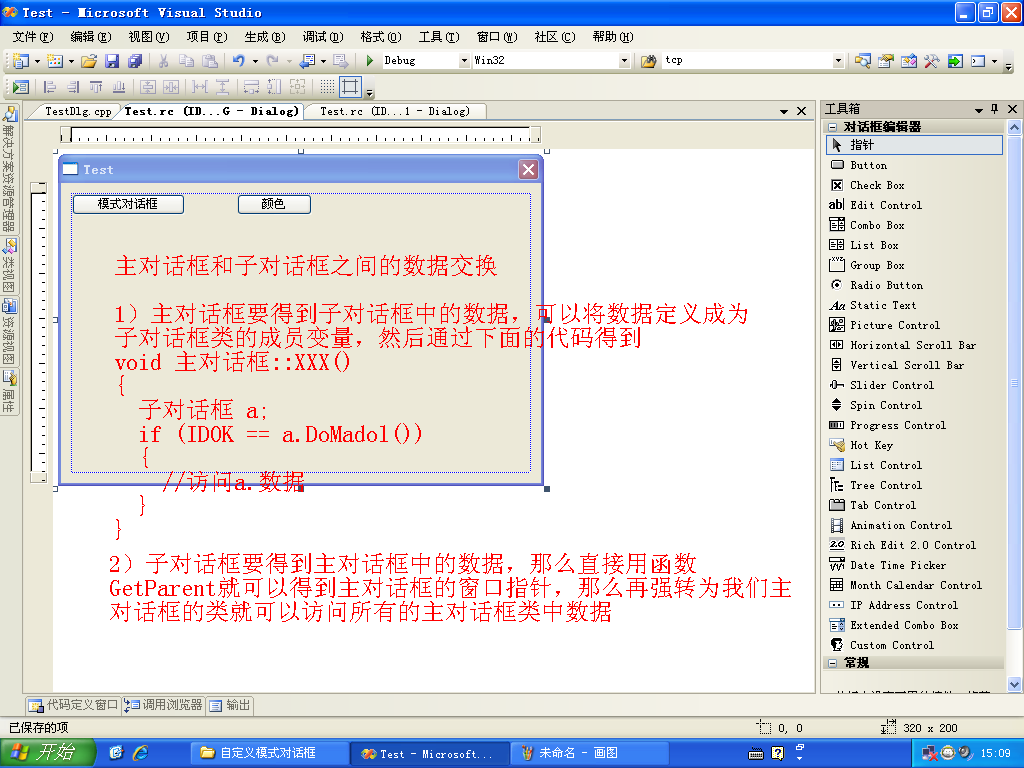 Test - Microsoft Visual Studio
文件(F) 编辑(E) 视图(V) 项目(P) 生成(B) 调试(D) 格式(O) 工具(T) 窗口(W) 社区(C) 帮助(H)
Debug Win32 tcp
TestDlg.cpp Test.rc (ID...G - Dialog) Test.rc (ID...1 - Dialog)
解决方案资源管理器
类视图
资源视图
属性
Test
模式对话框 颜色
主对话框和子对话框之间的数据交换
1）主对话框要得到子对话框中的数据，可以将数据定义成为
子对话框类的成员变量，然后通过下面的代码得到
void 主对话框::XXX()
{
子对话框 a;
if (IDOK == a.DoMadol())
{
//访问a.数据
}
}
2）子对话框要得到主对话框中的数据，那么直接用函数
GetParent就可以得到主对话框的窗口指针，那么再强转为我们主
对话框的类就可以访问所有的主对话框类中数据
工具箱
对话框编辑器
指针
Button
Check Box
Edit Control
Combo Box
List Box
Group Box
Radio Button
Static Text
Picture Control
Horizontal Scroll Bar
Vertical Scroll Bar
Slider Control
Spin Control
Progress Control
Hot Key
List Control
Tree Control
Tab Control
Animation Control
Rich Edit 2.0 Control
Date Time Picker
Month Calendar Control
IP Address Control
Extended Combo Box
Custom Control
常规
代码定义窗口 调用浏览器 输出
已保存的项 0, 0 320 x 200
开始 自定义模式对话框 Test - Microsoft... 未命名 - 画图 15:09